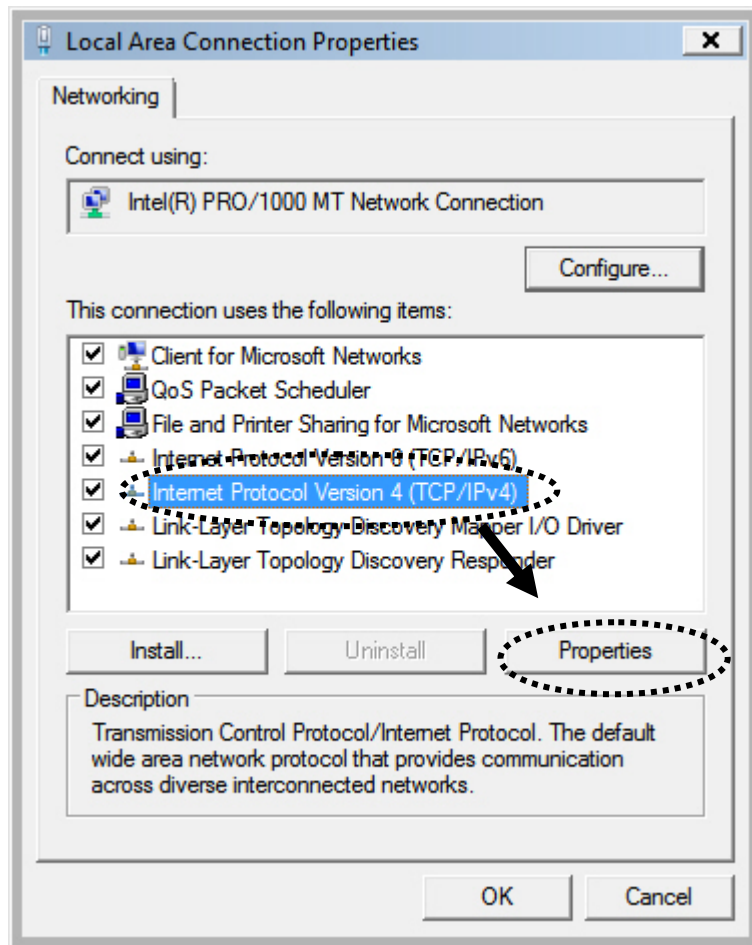 Local Area Connection Properties
Networking
Connect using:
Intel(R) PRO/1000 MT Network Connection
Configure...
This connection uses the following items:
Client for Microsoft Networks
QoS Packet Scheduler
File and Printer Sharing for Microsoft Networks
Internet Protocol Version 6 (TCP/IPv6)
Internet Protocol Version 4 (TCP/IPv4)
Link-Layer Topology Discovery Mapper I/O Driver
Link-Layer Topology Discovery Responder
Install... Uninstall Properties
Description
Transmission Control Protocol/Internet Protocol. The default
wide area network protocol that provides communication
across diverse interconnected networks.
OK Cancel